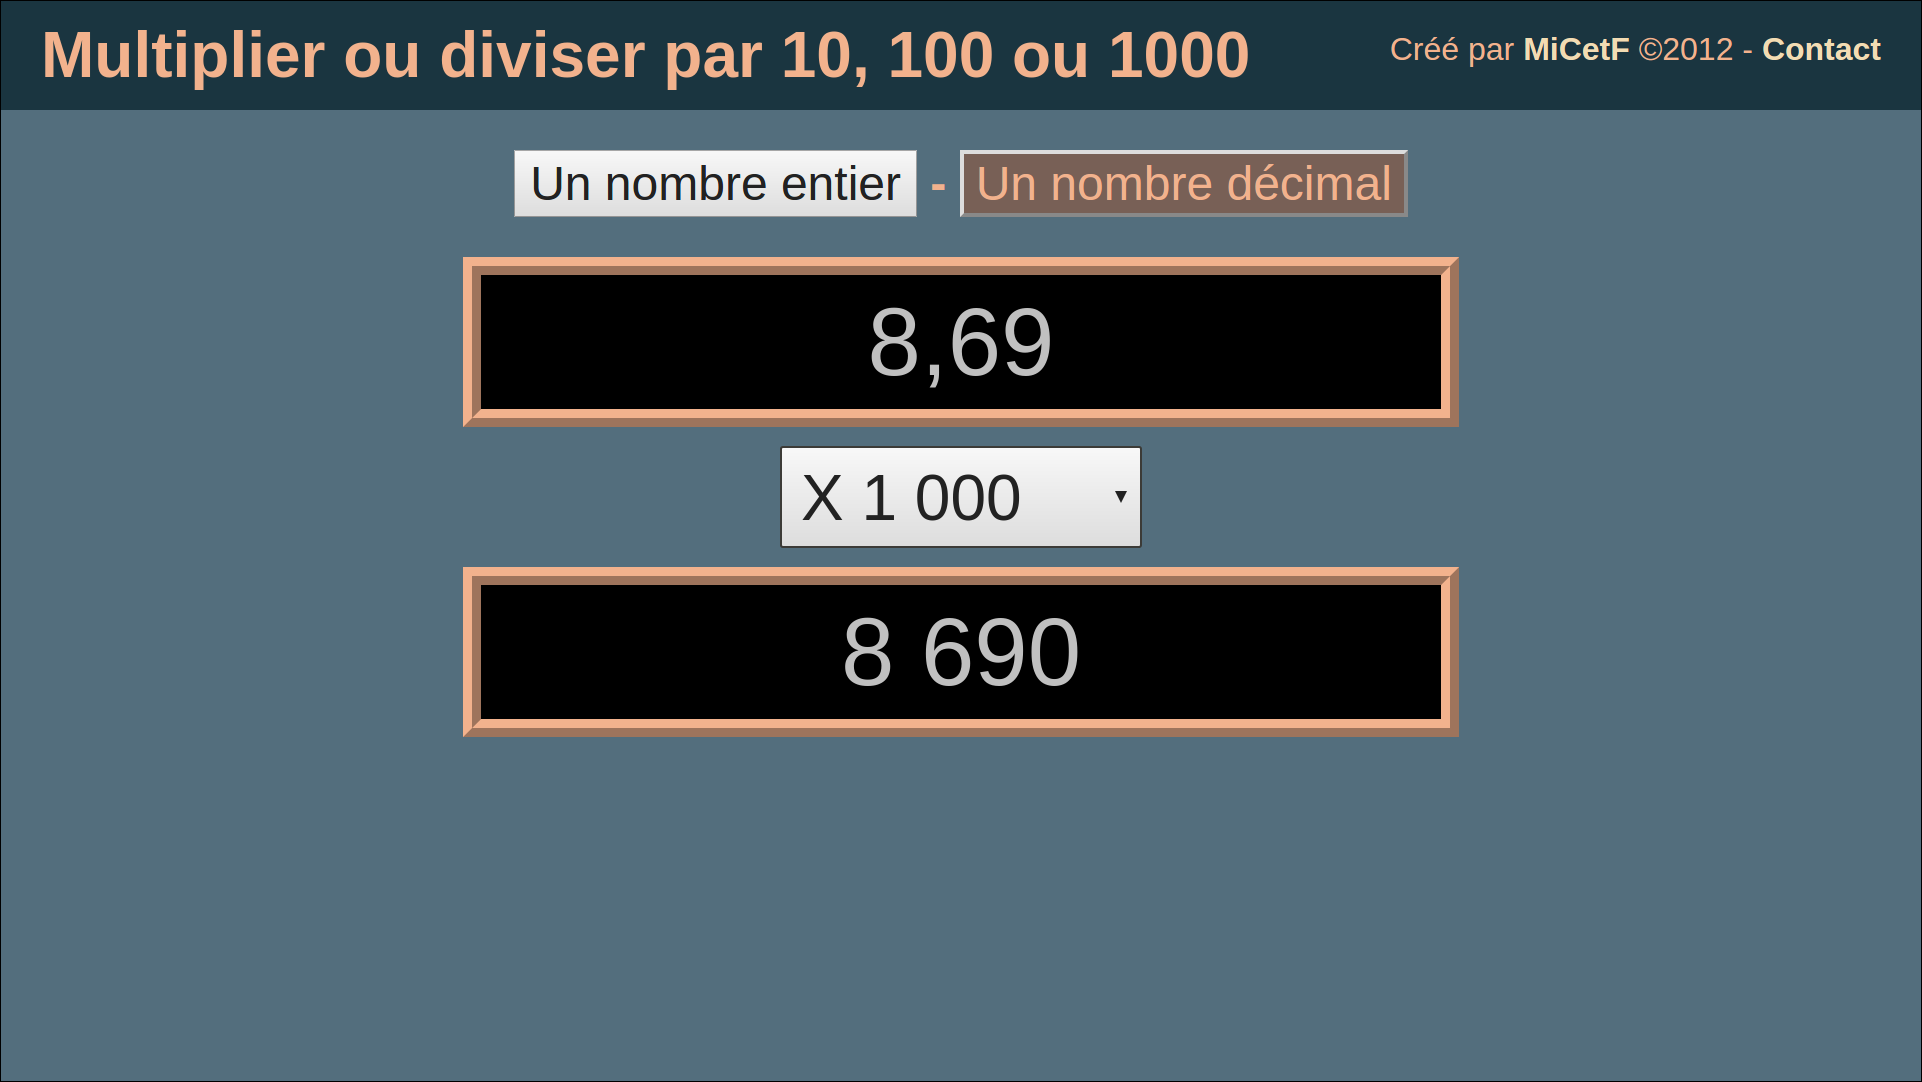 Multiplier ou diviser par 10, 100 ou 1000
Créé par MiCetF ©2012 - Contact
Un nombre entier - Un nombre décimal
8,69
X 1 000
8 690